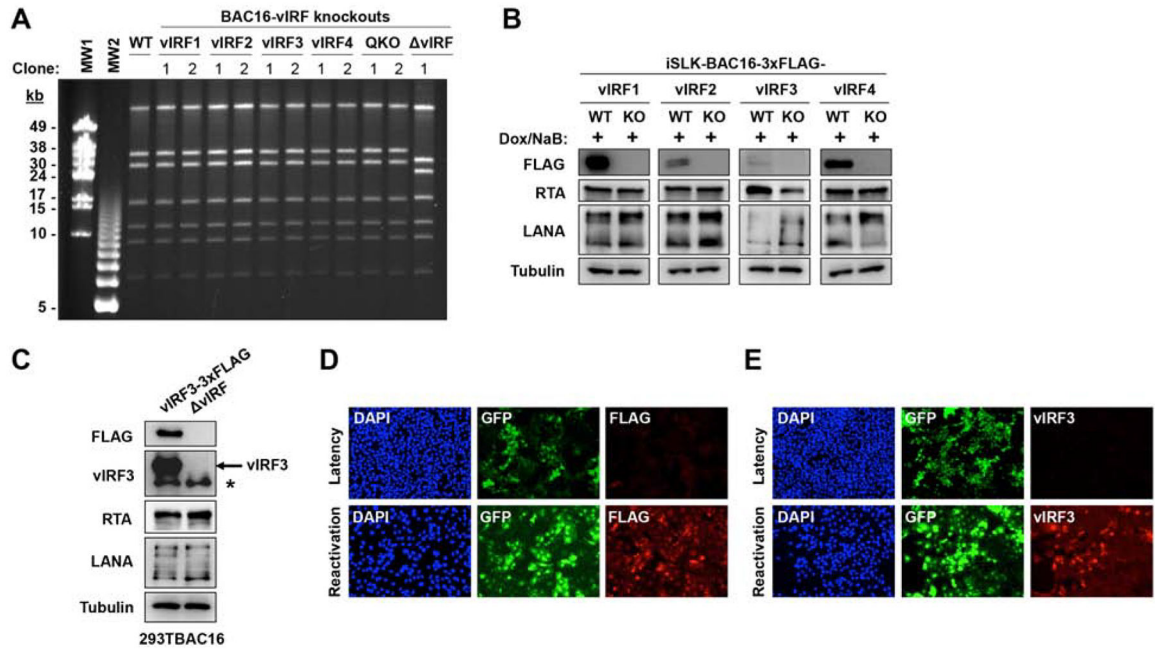 A
BAC16-vIRF knockouts
MW1
MW2
WT vIRF1 vIRF2 vIRF3 vIRF4 QKO ΔvIRF
Clone: 1 2 1 2 1 2 1 2 1 2 1
kb
49 -
38 -
30 -
24 -
17 -
15 -
10 -
5 -
B
iSLK-BAC16-3xFLAG-
vIRF1 vIRF2 vIRF3 vIRF4
WT KO WT KO WT KO WT KO
Dox/NaB: + + + + + + + +
FLAG
RTA
LANA
Tubulin
C
vIRF3-3xFLAG
ΔvIRF
FLAG
vIRF3
vIRF3
*
RTA
LANA
Tubulin
293TBAC16
D
Latency
DAPI GFP FLAG
Reactivation
DAPI GFP FLAG
E
Latency
DAPI GFP vIRF3
Reactivation
DAPI GFP vIRF3